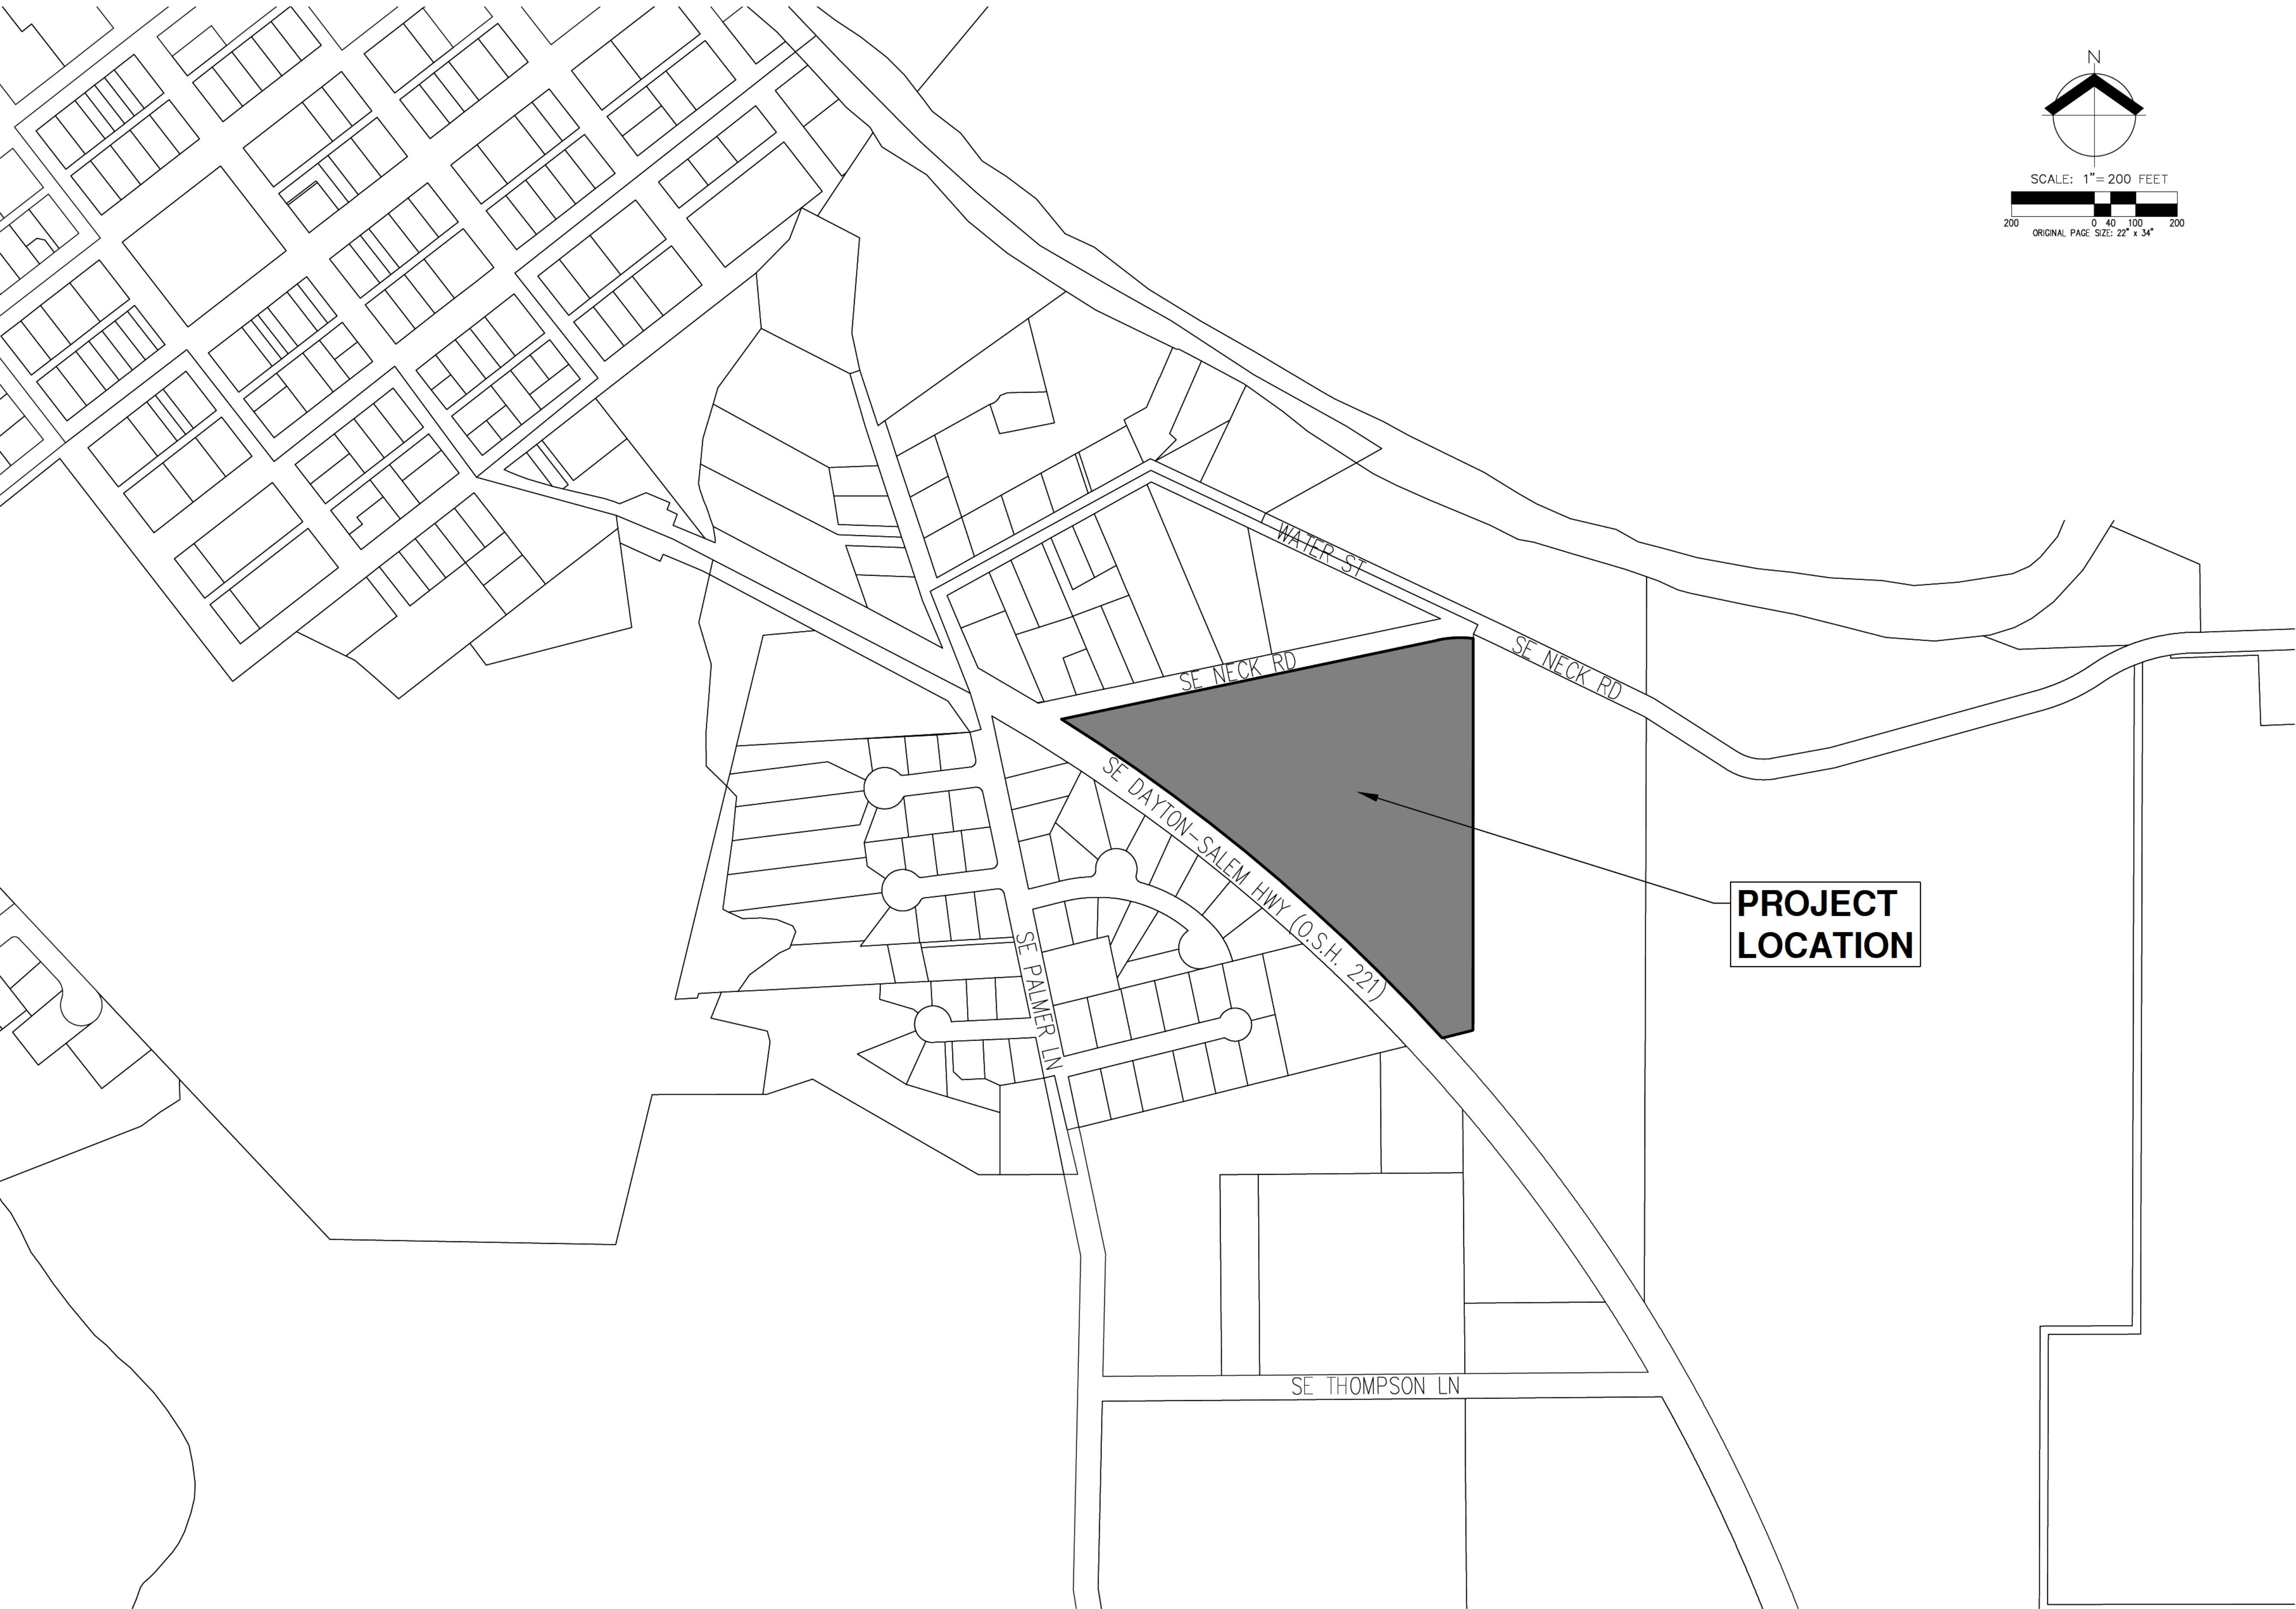 N
SCALE: 1"= 200 FEET
200 0 40 100 200
ORIGINAL PAGE SIZE: 22" x 34"
WATER ST
SE NECK RD
SE NECK RD
SE DAYTON-SALEM HWY (O.S.H. 221)
PROJECT
LOCATION
SE PALMER LN
SE THOMPSON LN